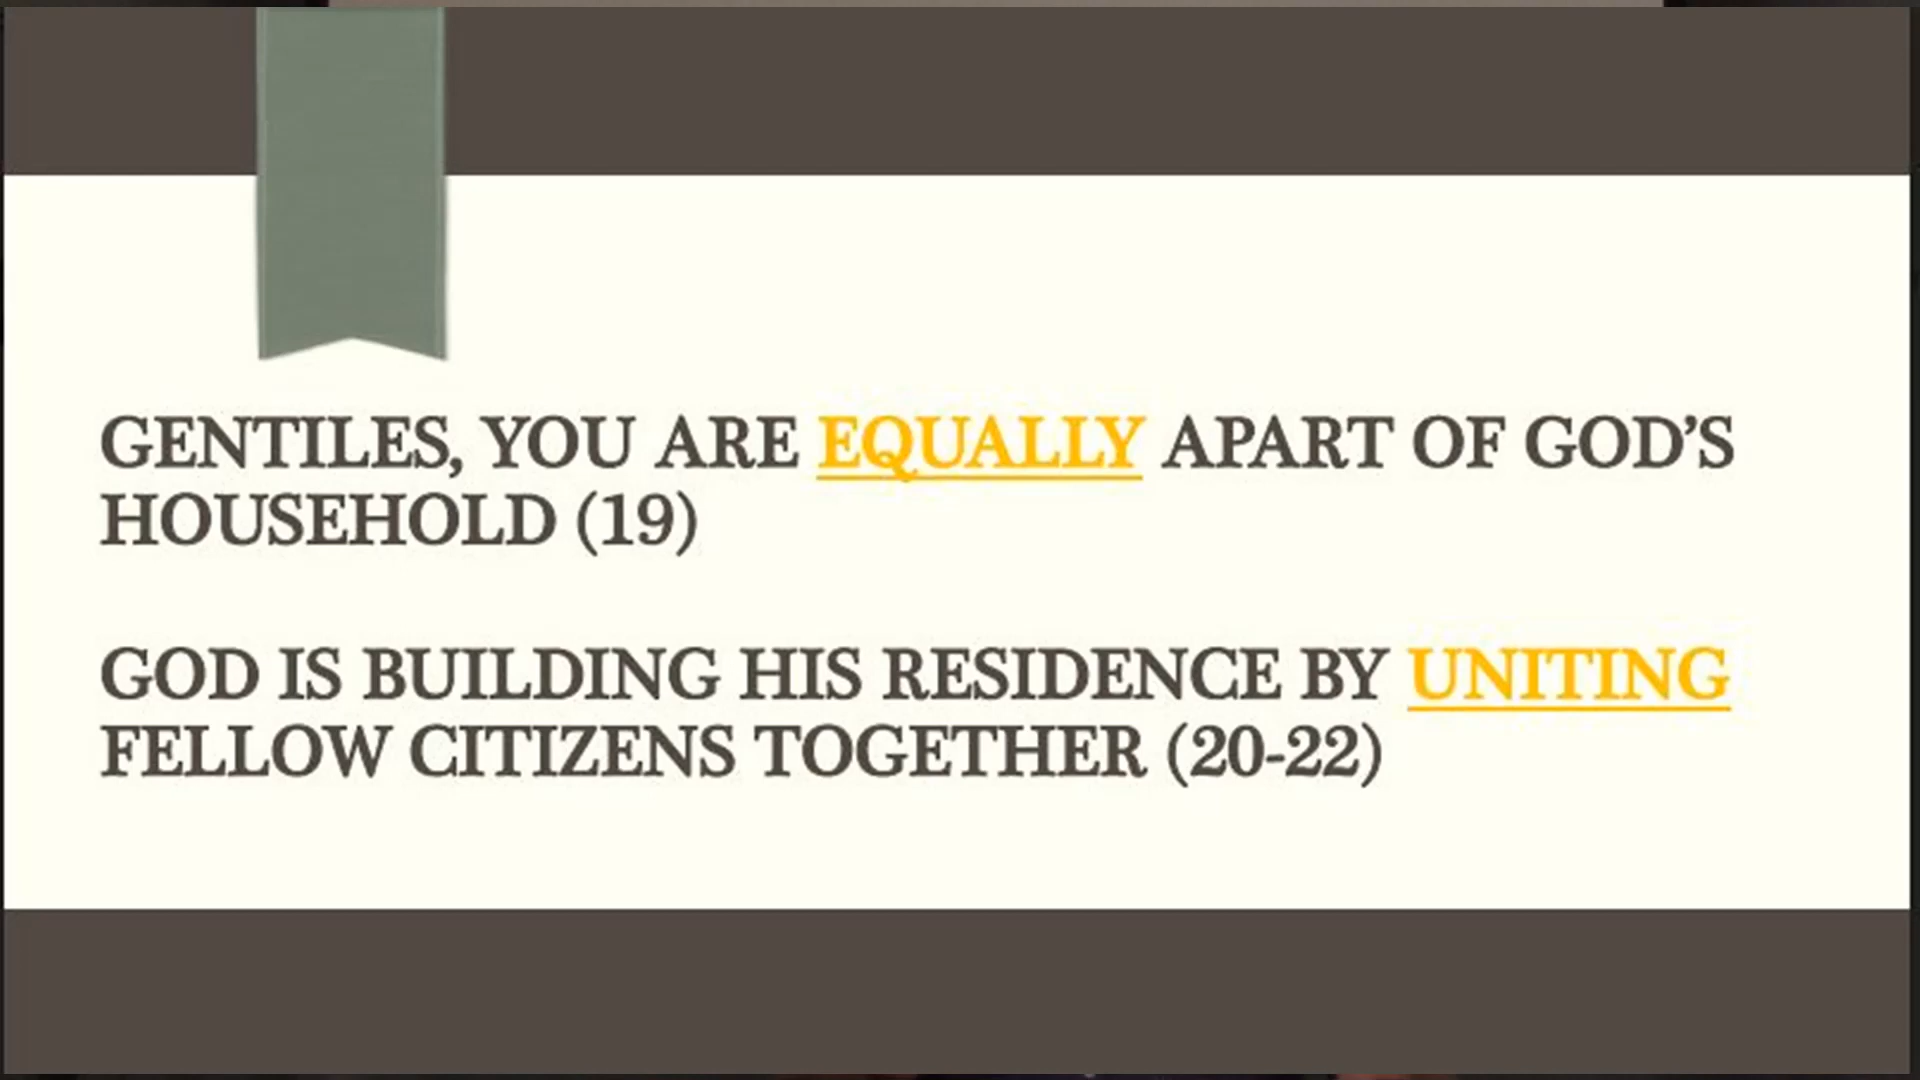 GENTILES, YOU ARE EQUALLY APART OF GOD’S
HOUSEHOLD (19)
GOD IS BUILDING HIS RESIDENCE BY UNITING
FELLOW CITIZENS TOGETHER (20-22)